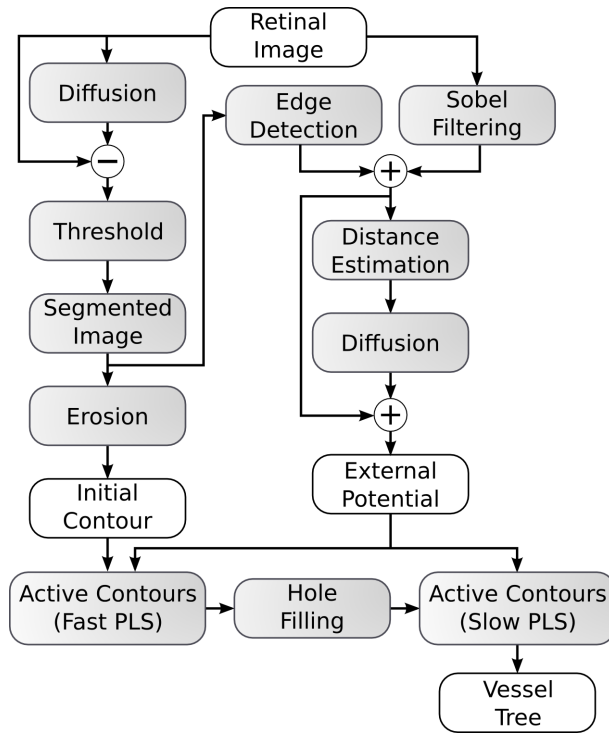 Retinal
Image
Diffusion
Edge
Detection
Sobel
Filtering
−
+
Threshold
Distance
Estimation
Segmented
Image
Diffusion
Erosion
+
Initial
Contour
External
Potential
Active Contours
(Fast PLS)
Hole
Filling
Active Contours
(Slow PLS)
Vessel
Tree